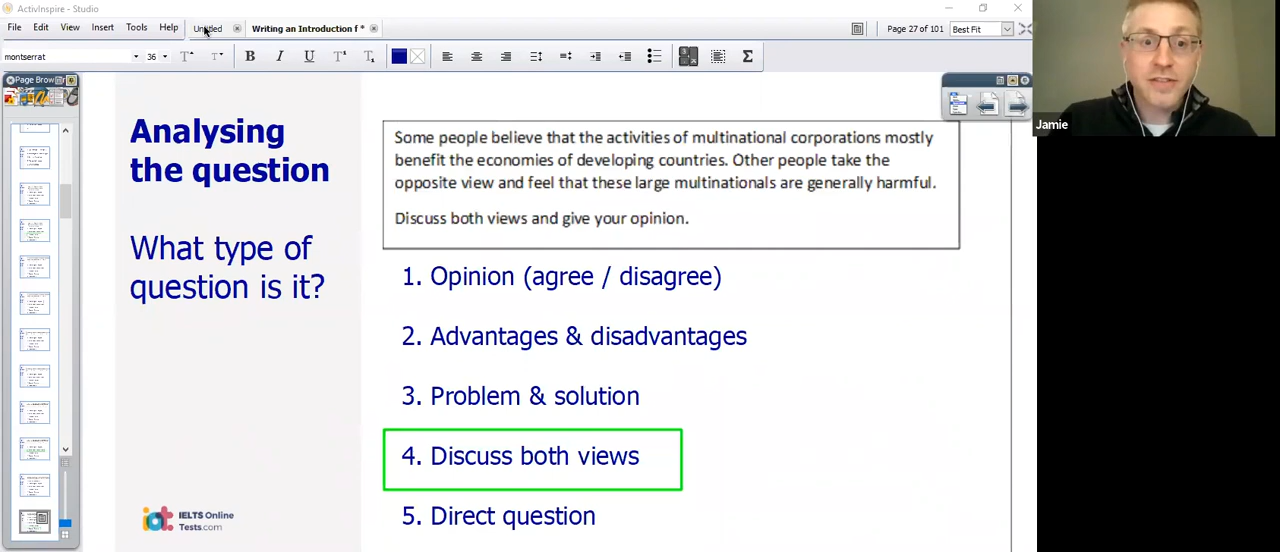 ActivInspire - Studio
File Edit View Insert Tools Help Untitled Writing an Introduction f * Page 27 of 101 Best Fit
montserrat 36 B I U
Page Brow
Jamie
Analysing
the question
What type of
question is it?
Some people believe that the activities of multinational corporations mostly
benefit the economies of developing countries. Other people take the
opposite view and feel that these large multinationals are generally harmful.
Discuss both views and give your opinion.
1. Opinion (agree / disagree)
2. Advantages & disadvantages
3. Problem & solution
4. Discuss both views
5. Direct question
iot IELTS Online
Tests.com